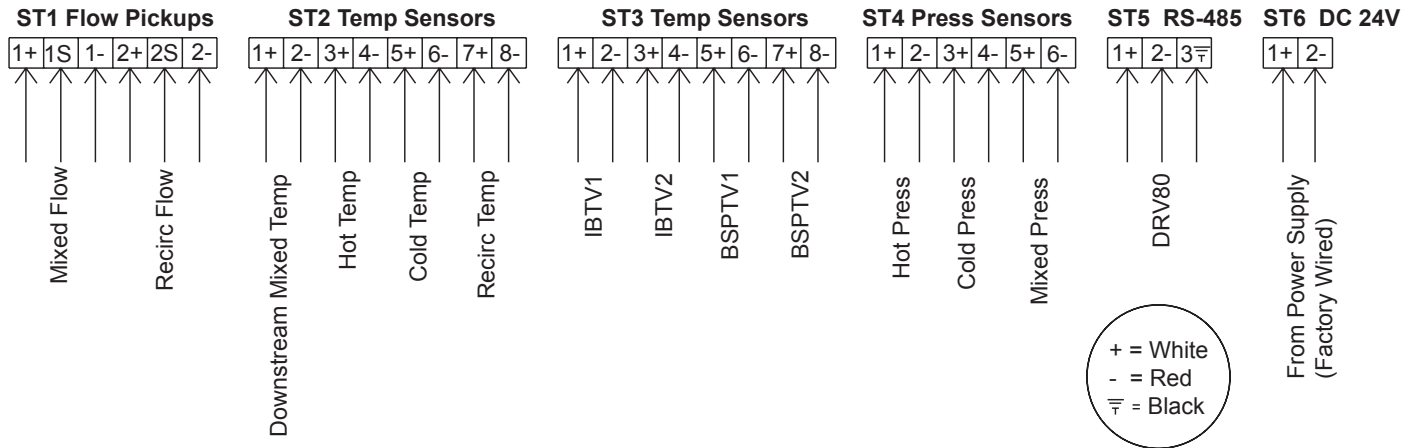 ST1 Flow Pickups
1+ 1S 1- 2+ 2S 2-
Mixed Flow
Recirc Flow
ST2 Temp Sensors
1+ 2- 3+ 4- 5+ 6- 7+ 8-
Downstream Mixed Temp
Hot Temp
Cold Temp
Recirc Temp
ST3 Temp Sensors
1+ 2- 3+ 4- 5+ 6- 7+ 8-
IBTV1
IBTV2
BSPTV1
BSPTV2
ST4 Press Sensors
1+ 2- 3+ 4- 5+ 6-
Hot Press
Cold Press
Mixed Press
ST5 RS-485
1+ 2- 3
DRV80
+ = White
- = Red
= Black
ST6 DC 24V
1+ 2-
From Power Supply
(Factory Wired)